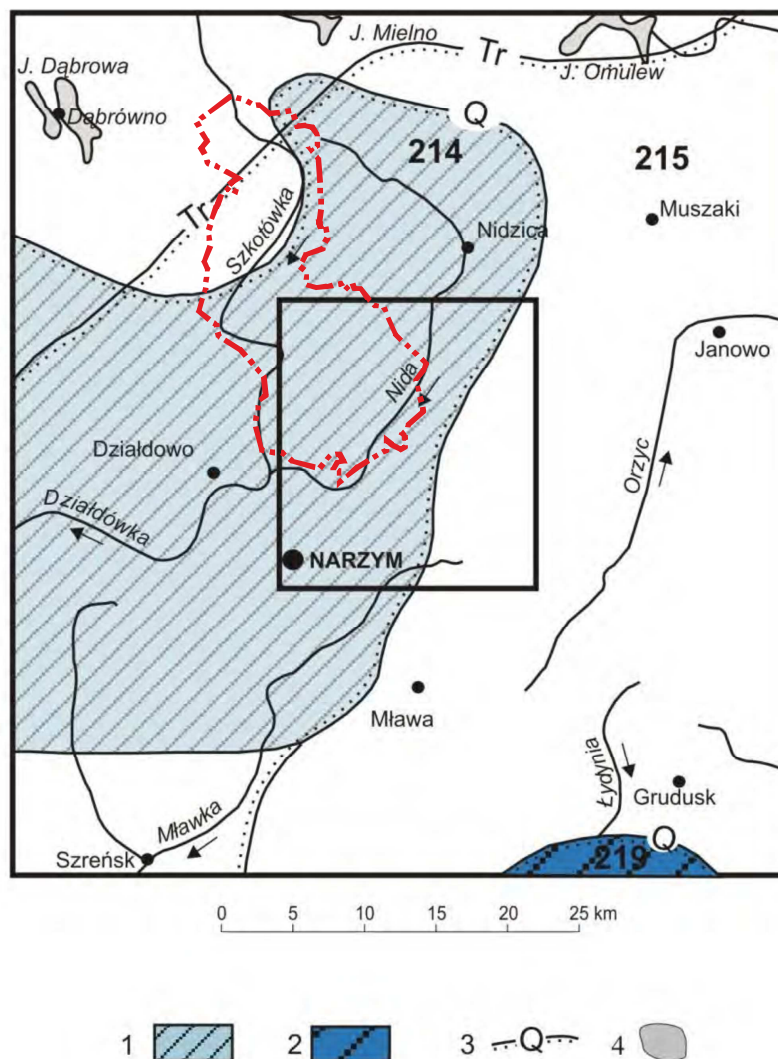 J. Mielno
Tr
J. Dąbrowa
J. Omulew
Dąbrówno
Q
214
215
Tr
Muszaki
Szkotówka
Nidzica
Janowo
Nida
Działdowo
Orzyc
Działdówka
NARZYM
Mława
Łydynia
Grudusk
Mławka
Szreńsk
Q
219
0 5 10 15 20 25 km
1 2 3 Q 4